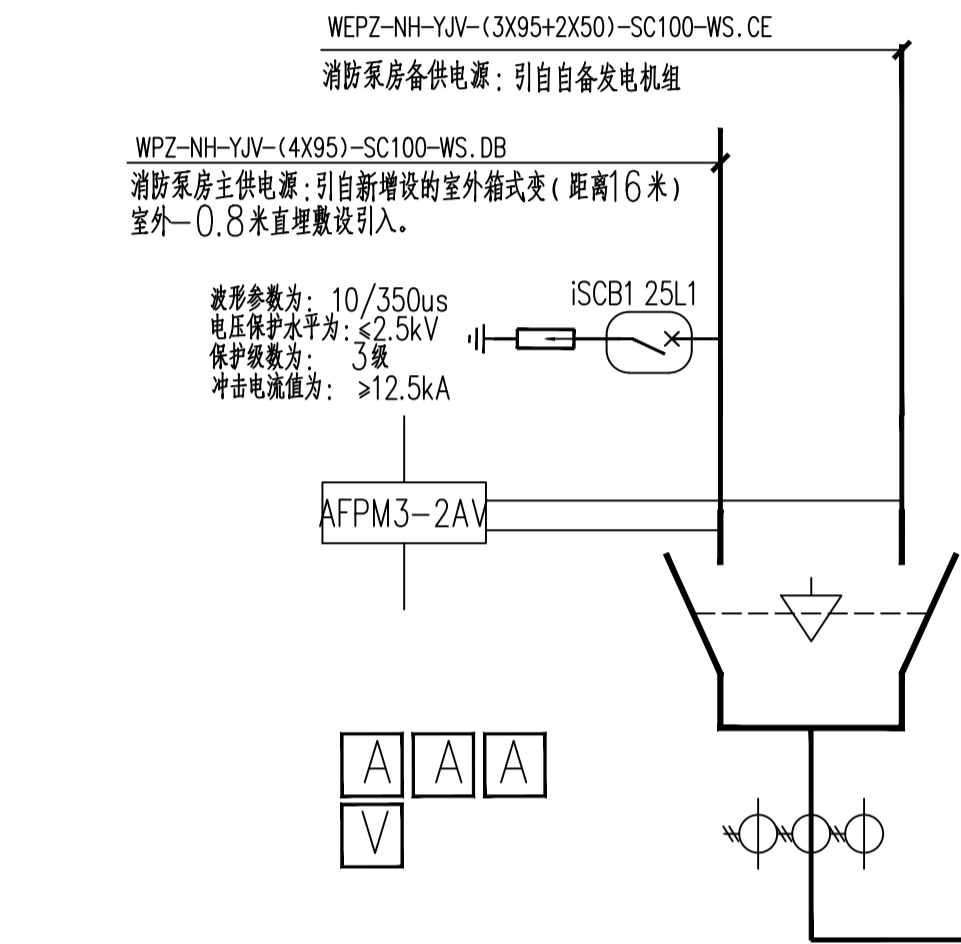 WEPZ-NH-YJV-(3X95+2X50)-SC100-WS.CE
消防泵房备供电源：引自自备发电机组
WPZ-NH-YJV-(4X95)-SC100-WS.DB
消防泵房主供电源：引自新增设的室外箱式变(距离16米)
室外-0.8米直埋敷设引入。
波形参数为：10/350us
电压保护水平为：≤2.5kV
保护级数为：3级
冲击电流值为：≥12.5kA
iSCB1 25L1
AFPM3-2AV
A A A
V